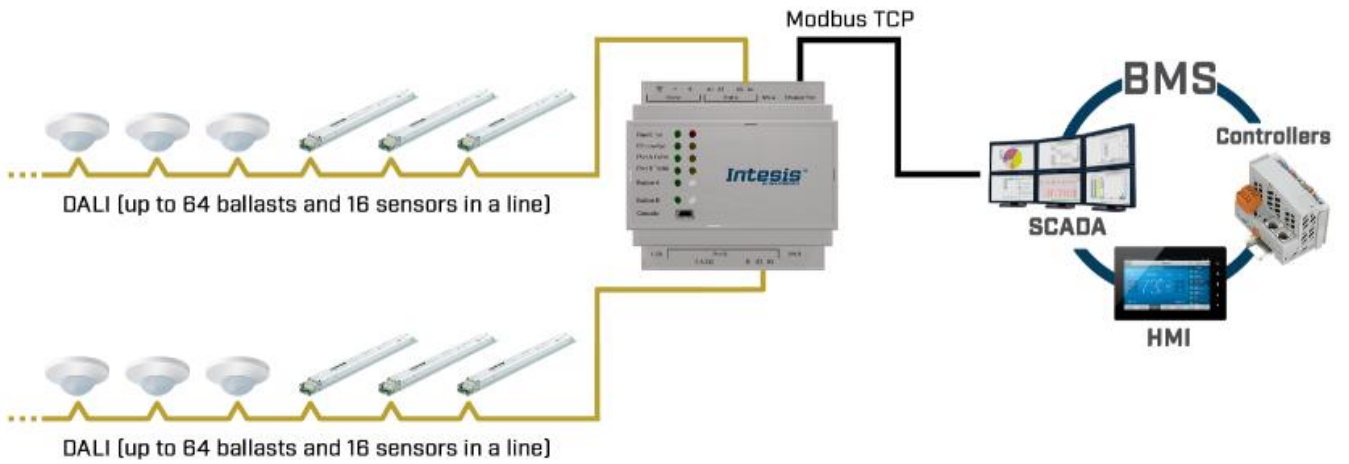 Modbus TCP
BMS
Controllers
Intesis™
SCADA
HMI
DALI (up to 64 ballasts and 16 sensors in a line)
DALI (up to 64 ballasts and 16 sensors in a line)